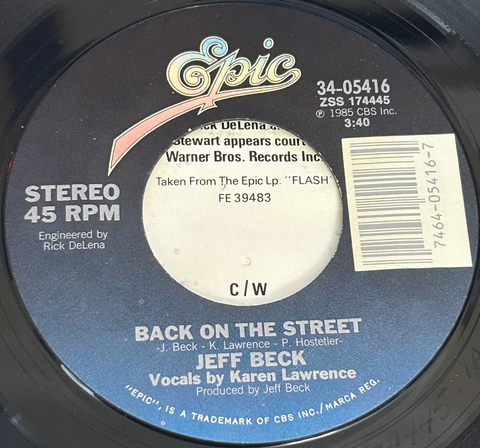 Epic
34-05416
ZSS 174445
℗ 1985 CBS Inc.
3:40
Rick DeLena
Stewart appears court
Warner Bros. Records Inc
Taken From The Epic Lp: "FLASH"
FE 39483
STEREO
45 RPM
Engineered by
Rick DeLena
7464-05416-7
C/W
BACK ON THE STREET
-J. Beck - K. Lawrence - P. Hostetler-
JEFF BECK
Vocals by Karen Lawrence
Produced by Jeff Beck
"EPIC", IS A TRADEMARK OF CBS INC./MARCA REG.